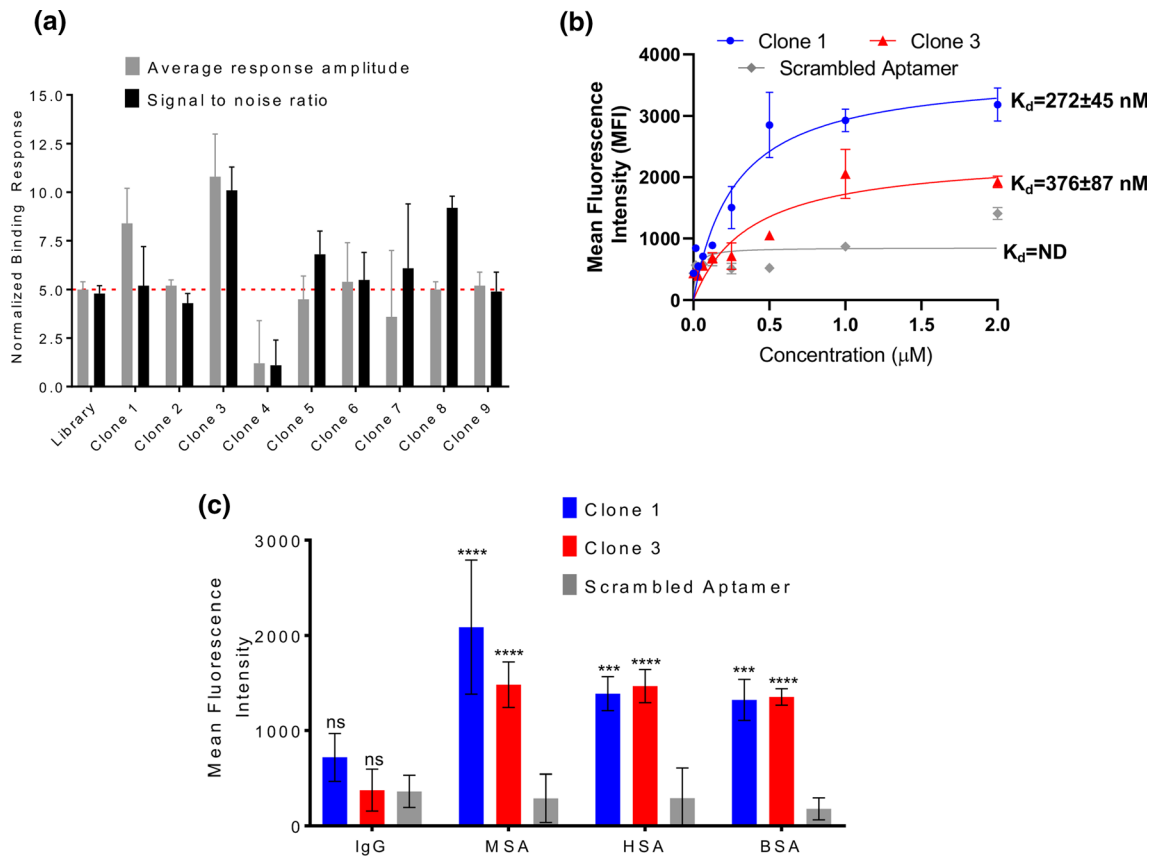 (a)
Average response amplitude
Signal to noise ratio
Normalized Binding Response
15.0
12.5
10.0
7.5
5.0
2.5
0.0
Library
Clone 1
Clone 2
Clone 3
Clone 4
Clone 5
Clone 6
Clone 7
Clone 8
Clone 9
(b)
Clone 1
Clone 3
Scrambled Aptamer
Mean Fluorescence
Intensity (MFI)
4000
3000
2000
1000
0
0.0
0.5
1.0
1.5
2.0
Concentration (μM)
Kd=272±45 nM
Kd=376±87 nM
Kd=ND
(c)
Clone 1
Clone 3
Scrambled Aptamer
Mean Fluorescence
Intensity
3000
2000
1000
0
ns
ns
****
****
***
****
***
****
IgG
MSA
HSA
BSA